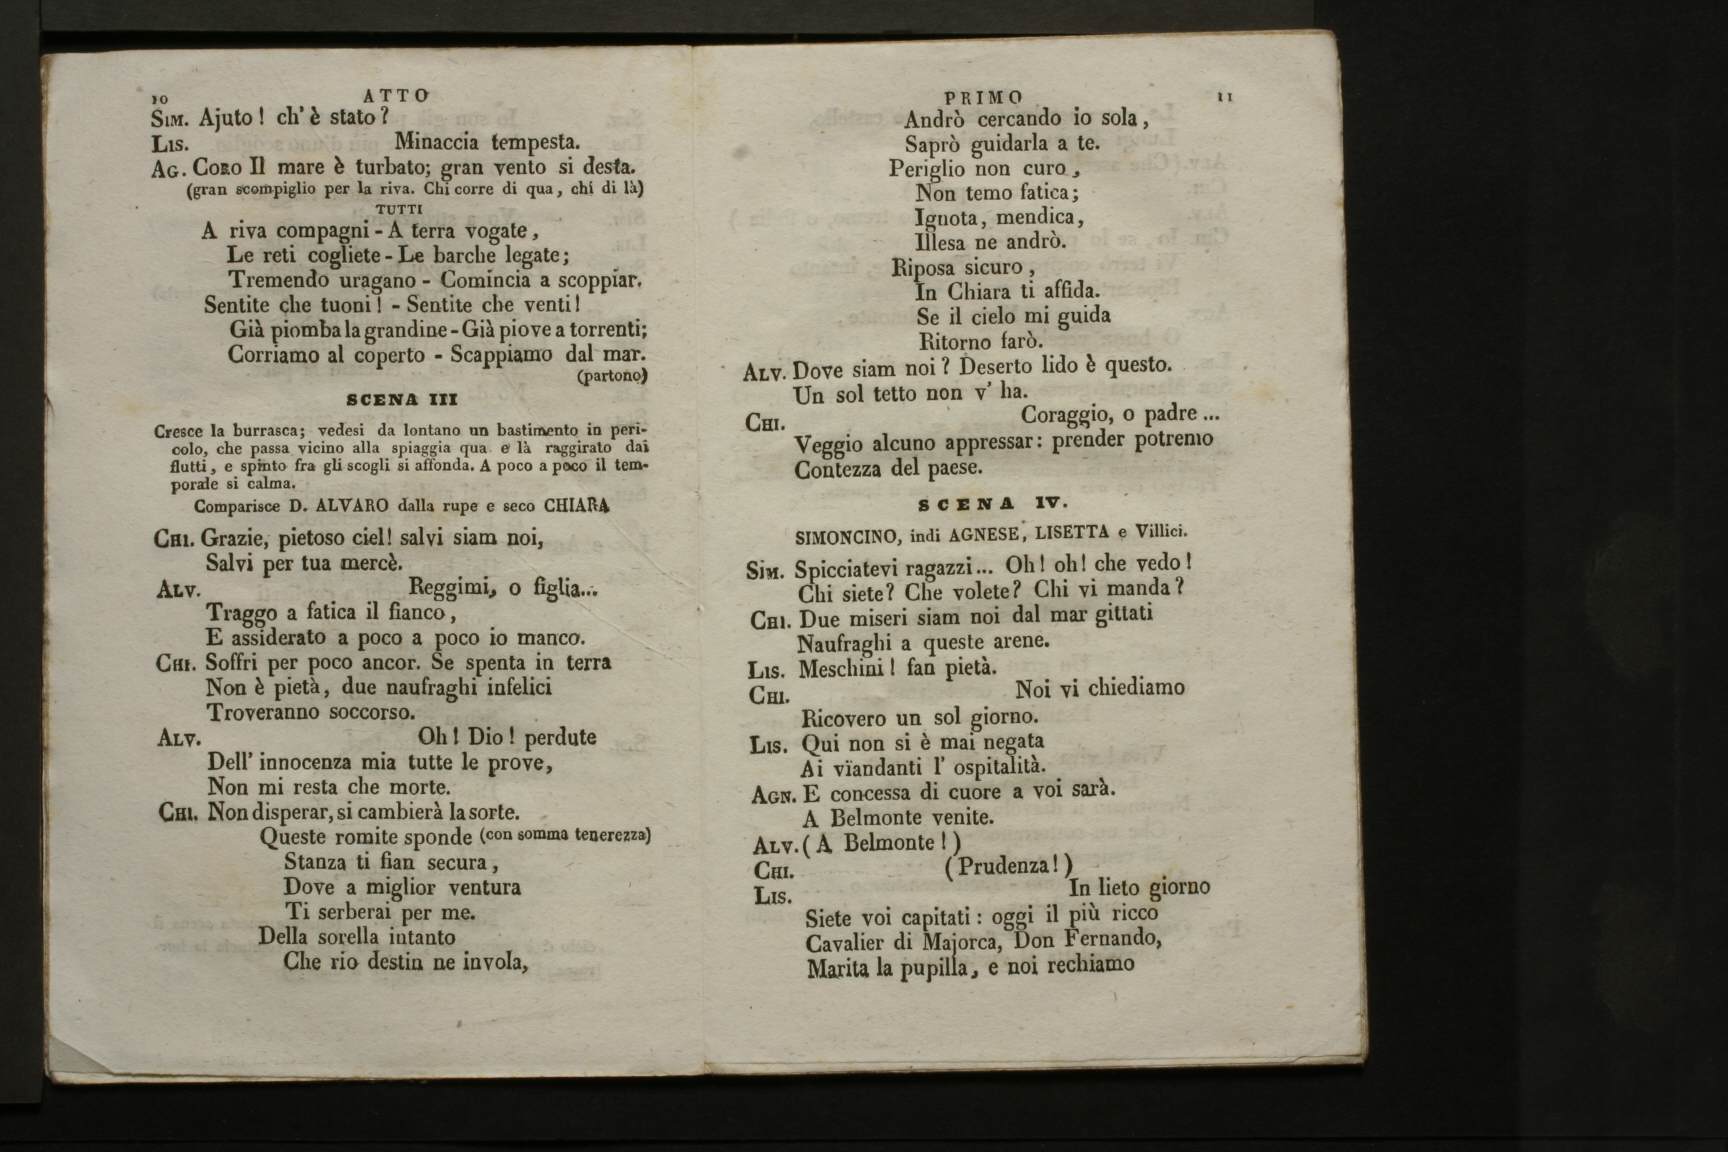 10 ATTO
SIM. Ajuto! ch' è stato?
LIS. Minaccia tempesta.
AG. CORO Il mare è turbato; gran vento si desta.
(gran scompiglio per la riva. Chi corre di qua, chi di là)
TUTTI
A riva compagni - A terra vogate,
Le reti cogliete - Le barche legate;
Tremendo uragano - Comincia a scoppiar.
Sentite che tuoni! - Sentite che venti!
Già piomba la grandine - Già piove a torrenti;
Corriamo al coperto - Scappiamo dal mar.
(partono)
SCENA III
Cresce la burrasca; vedesi da lontano un bastimento in peri-
colo, che passa vicino alla spiaggia qua e là raggirato dai
flutti, e spinto fra gli scogli si affonda. A poco a poco il tem-
porale si calma.
Comparisce D. ALVARO dalla rupe e seco CHIARA
CHI. Grazie, pietoso ciel! salvi siam noi,
Salvi per tua mercè.
ALV. Reggimi, o figlia...
Traggo a fatica il fianco,
E assiderato a poco a poco io manco.
CHI. Soffri per poco ancor. Se spenta in terra
Non è pietà, due naufraghi infelici
Troveranno soccorso.
ALV. Oh! Dio! perdute
Dell' innocenza mia tutte le prove,
Non mi resta che morte.
CHI. Non disperar, si cambierà la sorte.
Queste romite sponde (con somma tenerezza)
Stanza ti fian secura,
Dove a miglior ventura
Ti serberai per me.
Della sorella intanto
Che rio destin ne invola,
PRIMO 11
Andrò cercando io sola,
Saprò guidarla a te.
Periglio non curo,
Non temo fatica;
Ignota, mendica,
Illesa ne andrò.
Riposa sicuro,
In Chiara ti affida.
Se il cielo mi guida
Ritorno farò.
ALV. Dove siam noi? Deserto lido è questo.
Un sol tetto non v' ha.
CHI. Coraggio, o padre...
Veggio alcuno appressar: prender potremo
Contezza del paese.
SCENA IV.
SIMONCINO, indi AGNESE, LISETTA e Villici.
SIM. Spicciatevi ragazzi... Oh! oh! che vedo!
Chi siete? Che volete? Chi vi manda?
CHI. Due miseri siam noi dal mar gittati
Naufraghi a queste arene.
LIS. Meschini! fan pietà.
CHI. Noi vi chiediamo
Ricovero un sol giorno.
LIS. Qui non si è mai negata
Ai vïandanti l' ospitalità.
AGN. E concessa di cuore a voi sarà.
A Belmonte venite.
ALV. (A Belmonte!)
CHI. (Prudenza!)
LIS. In lieto giorno
Siete voi capitati: oggi il più ricco
Cavalier di Majorca, Don Fernando,
Marita la pupilla, e noi rechiamo